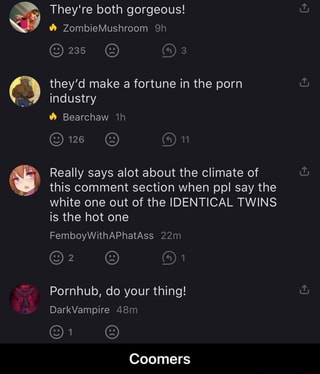 They're both gorgeous!
ZombieMushroom 9h
235 3
they'd make a fortune in the porn
industry
Bearchaw 1h
126 11
Really says alot about the climate of
this comment section when ppl say the
white one out of the IDENTICAL TWINS
is the hot one
FemboyWithAPhatAss 22m
2 1
Pornhub, do your thing!
DarkVampire 48m
1
Coomers